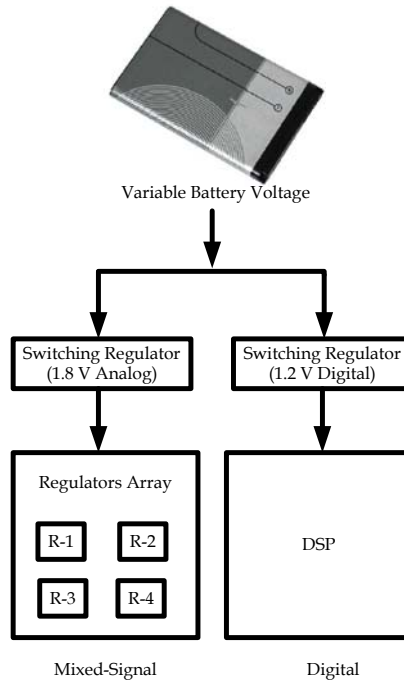 Variable Battery Voltage
Switching Regulator
(1.8 V Analog)
Switching Regulator
(1.2 V Digital)
Regulators Array
R-1
R-2
R-3
R-4
DSP
Mixed-Signal
Digital